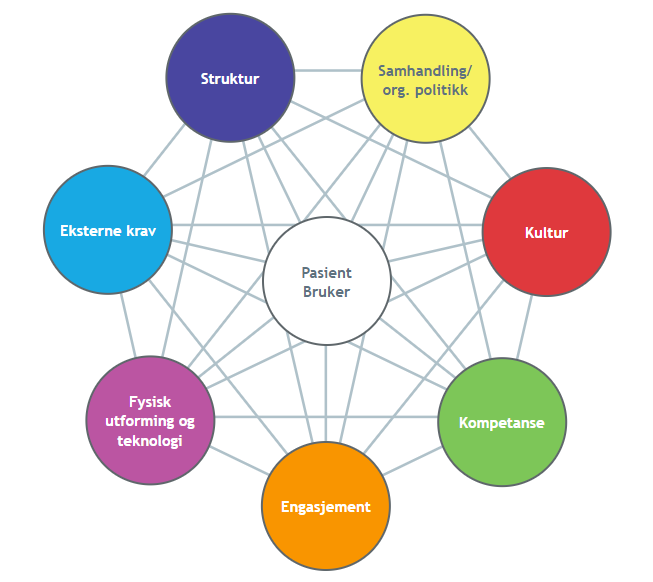 Struktur
Samhandling/
org. politikk
Eksterne krav
Kultur
Pasient
Bruker
Fysisk
utforming og
teknologi
Kompetanse
Engasjement